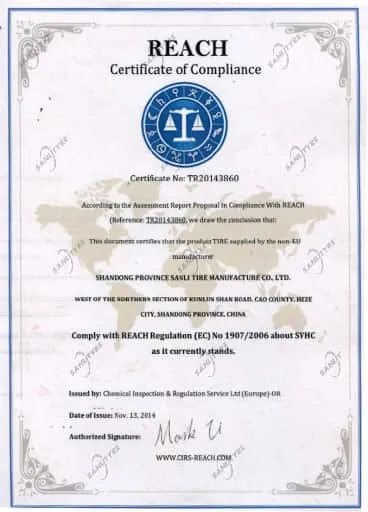 REACH
Certificate of Compliance
Certificate No: TR20143860
According to the Assessment Report Proposal In Compliance With REACH
(Reference: TR20143860, we draw the conclusion that:
This document certifies that the product TIRE supplied by the non-EU
manufacturer
SHANDONG PROVINCE SANLI TIRE MANUFACTURE CO., LTD.
WEST OF THE NORTHERN SECTION OF KUNLUN SHAN ROAD, CAO COUNTY, HEZE
CITY, SHANDONG PROVINCE, CHINA
Comply with REACH Regulation (EC) No 1907/2006 about SVHC
as it currently stands.
Issued by: Chemical Inspection & Regulation Service Ltd (Europe)-OR
Date of Issue: Nov. 13, 2014
Authorized Signature:
WWW.CIRS-REACH.COM
SANLITYRE